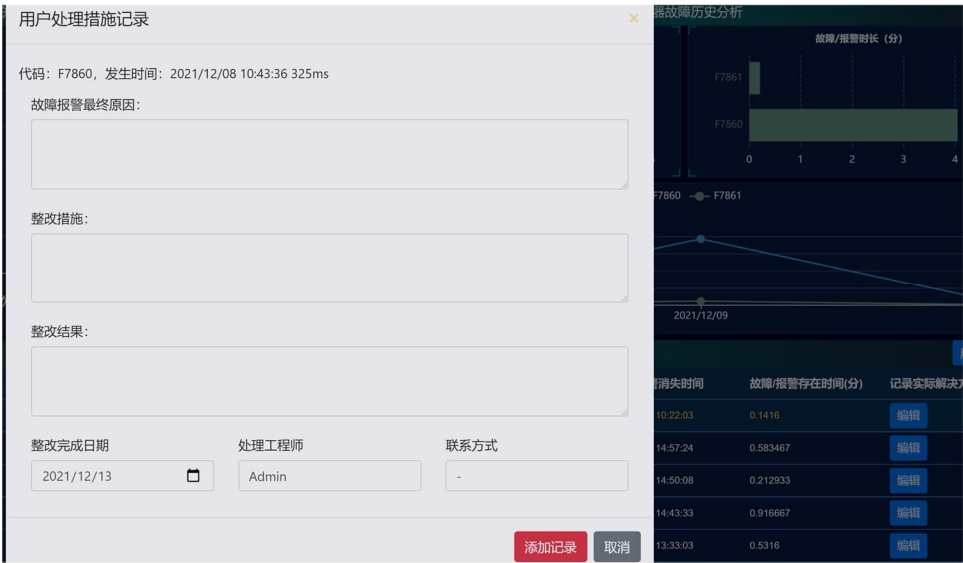 用户处理措施记录
×
代码：F7860，发生时间：2021/12/08 10:43:36 325ms
故障报警最终原因：
整改措施：
整改结果：
整改完成日期
处理工程师
联系方式
2021/12/13
Admin
-
添加记录
取消
器故障历史分析
故障/报警时长（分）
F7861
F7860
0 1 2 3 4
F7860 F7861
2021/12/09
消失时间 故障/报警存在时间(分) 记录实际解决
10:22:03 0.1416 编辑
14:57:24 0.583467 编辑
14:50:08 0.212933 编辑
14:43:33 0.916667 编辑
13:33:03 0.5316 编辑